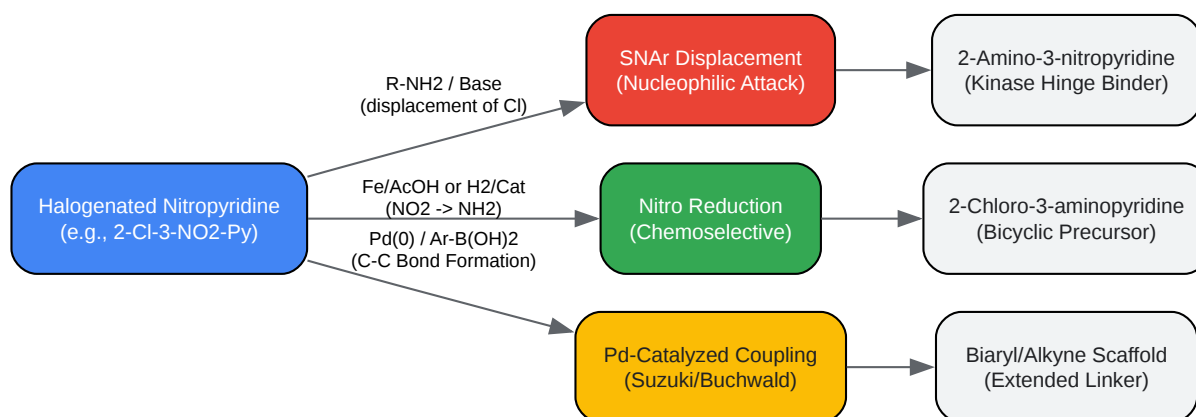 Halogenated Nitropyridine
(e.g., 2-Cl-3-NO2-Py)
R-NH2 / Base
(displacement of Cl)
SNAr Displacement
(Nucleophilic Attack)
2-Amino-3-nitropyridine
(Kinase Hinge Binder)
Fe/AcOH or H2/Cat
(NO2 -> NH2)
Nitro Reduction
(Chemoselective)
2-Chloro-3-aminopyridine
(Bicyclic Precursor)
Pd(0) / Ar-B(OH)2
(C-C Bond Formation)
Pd-Catalyzed Coupling
(Suzuki/Buchwald)
Biaryl/Alkyne Scaffold
(Extended Linker)